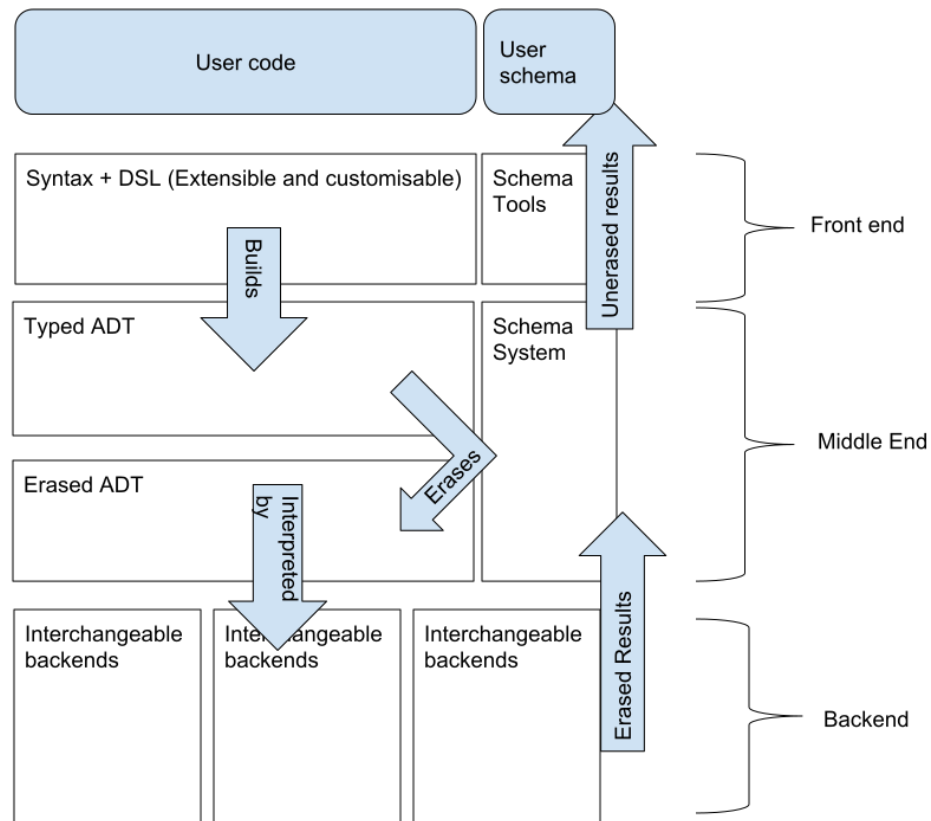 User code
User
schema
Syntax + DSL (Extensible and customisable)
Schema
Tools
Unerased results
Front end
Builds
Typed ADT
Schema
System
Middle End
Erases
Erased ADT
Interpreted
by
Interchangeable
backends
Interchangeable
backends
Interchangeable
backends
Erased Results
Backend